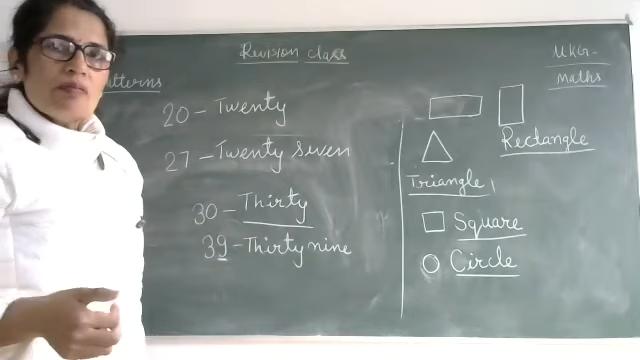 Revision class
UKG-
Maths
tterns
20 - Twenty
27 - Twenty seven
30 - Thirty
39 - Thirty nine
Rectangle
Triangle
Square
Circle